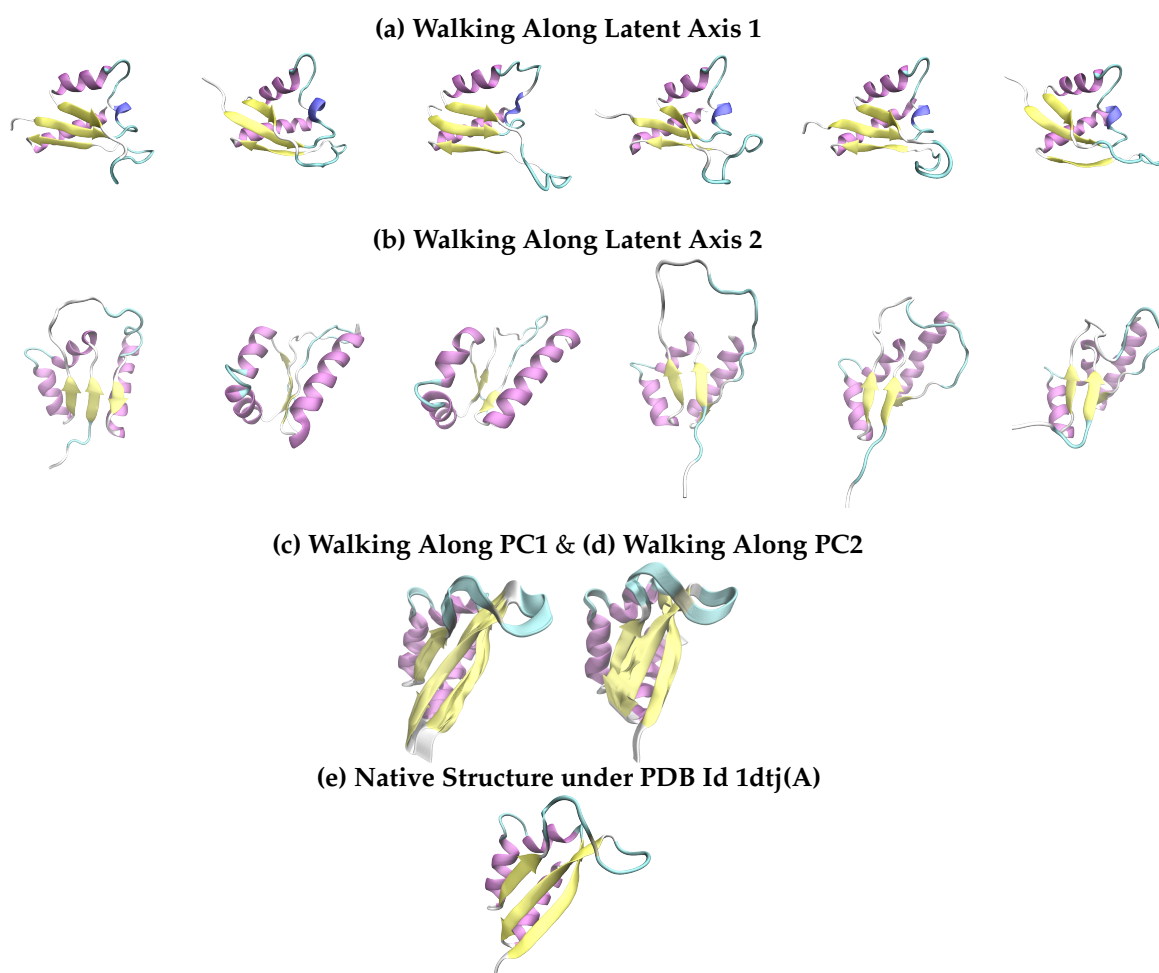 (a) Walking Along Latent Axis 1
(b) Walking Along Latent Axis 2
(c) Walking Along PC1 & (d) Walking Along PC2
(e) Native Structure under PDB Id 1dtj(A)